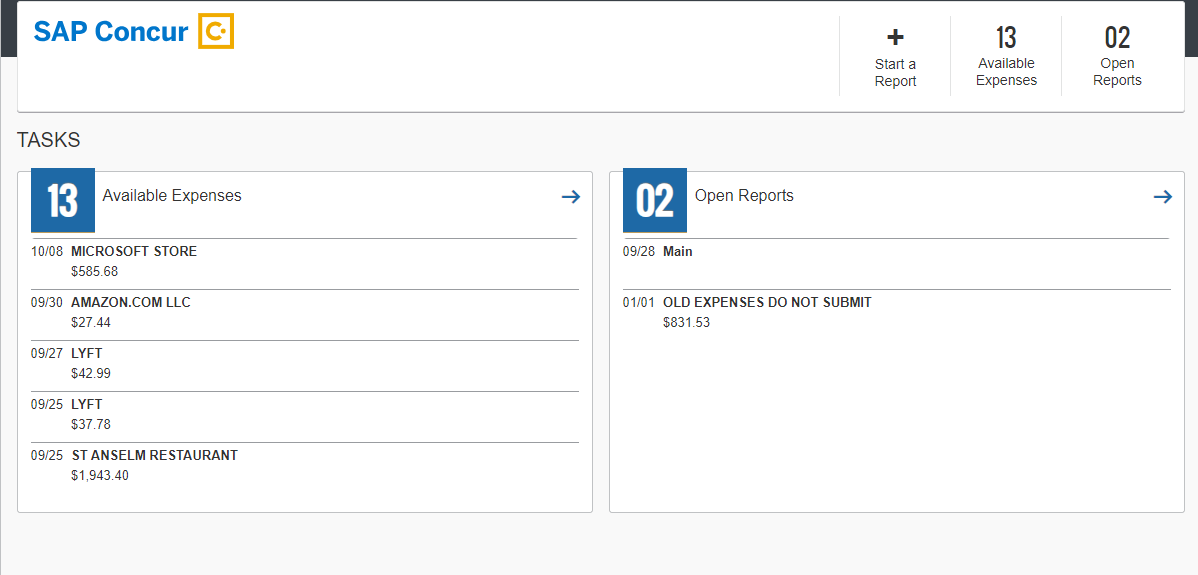 SAP Concur C
+
Start a
Report
13
Available
Expenses
02
Open
Reports
TASKS
13 Available Expenses →
10/08 MICROSOFT STORE
$585.68
09/30 AMAZON.COM LLC
$27.44
09/27 LYFT
$42.99
09/25 LYFT
$37.78
09/25 ST ANSELM RESTAURANT
$1,943.40
02 Open Reports →
09/28 Main
01/01 OLD EXPENSES DO NOT SUBMIT
$831.53